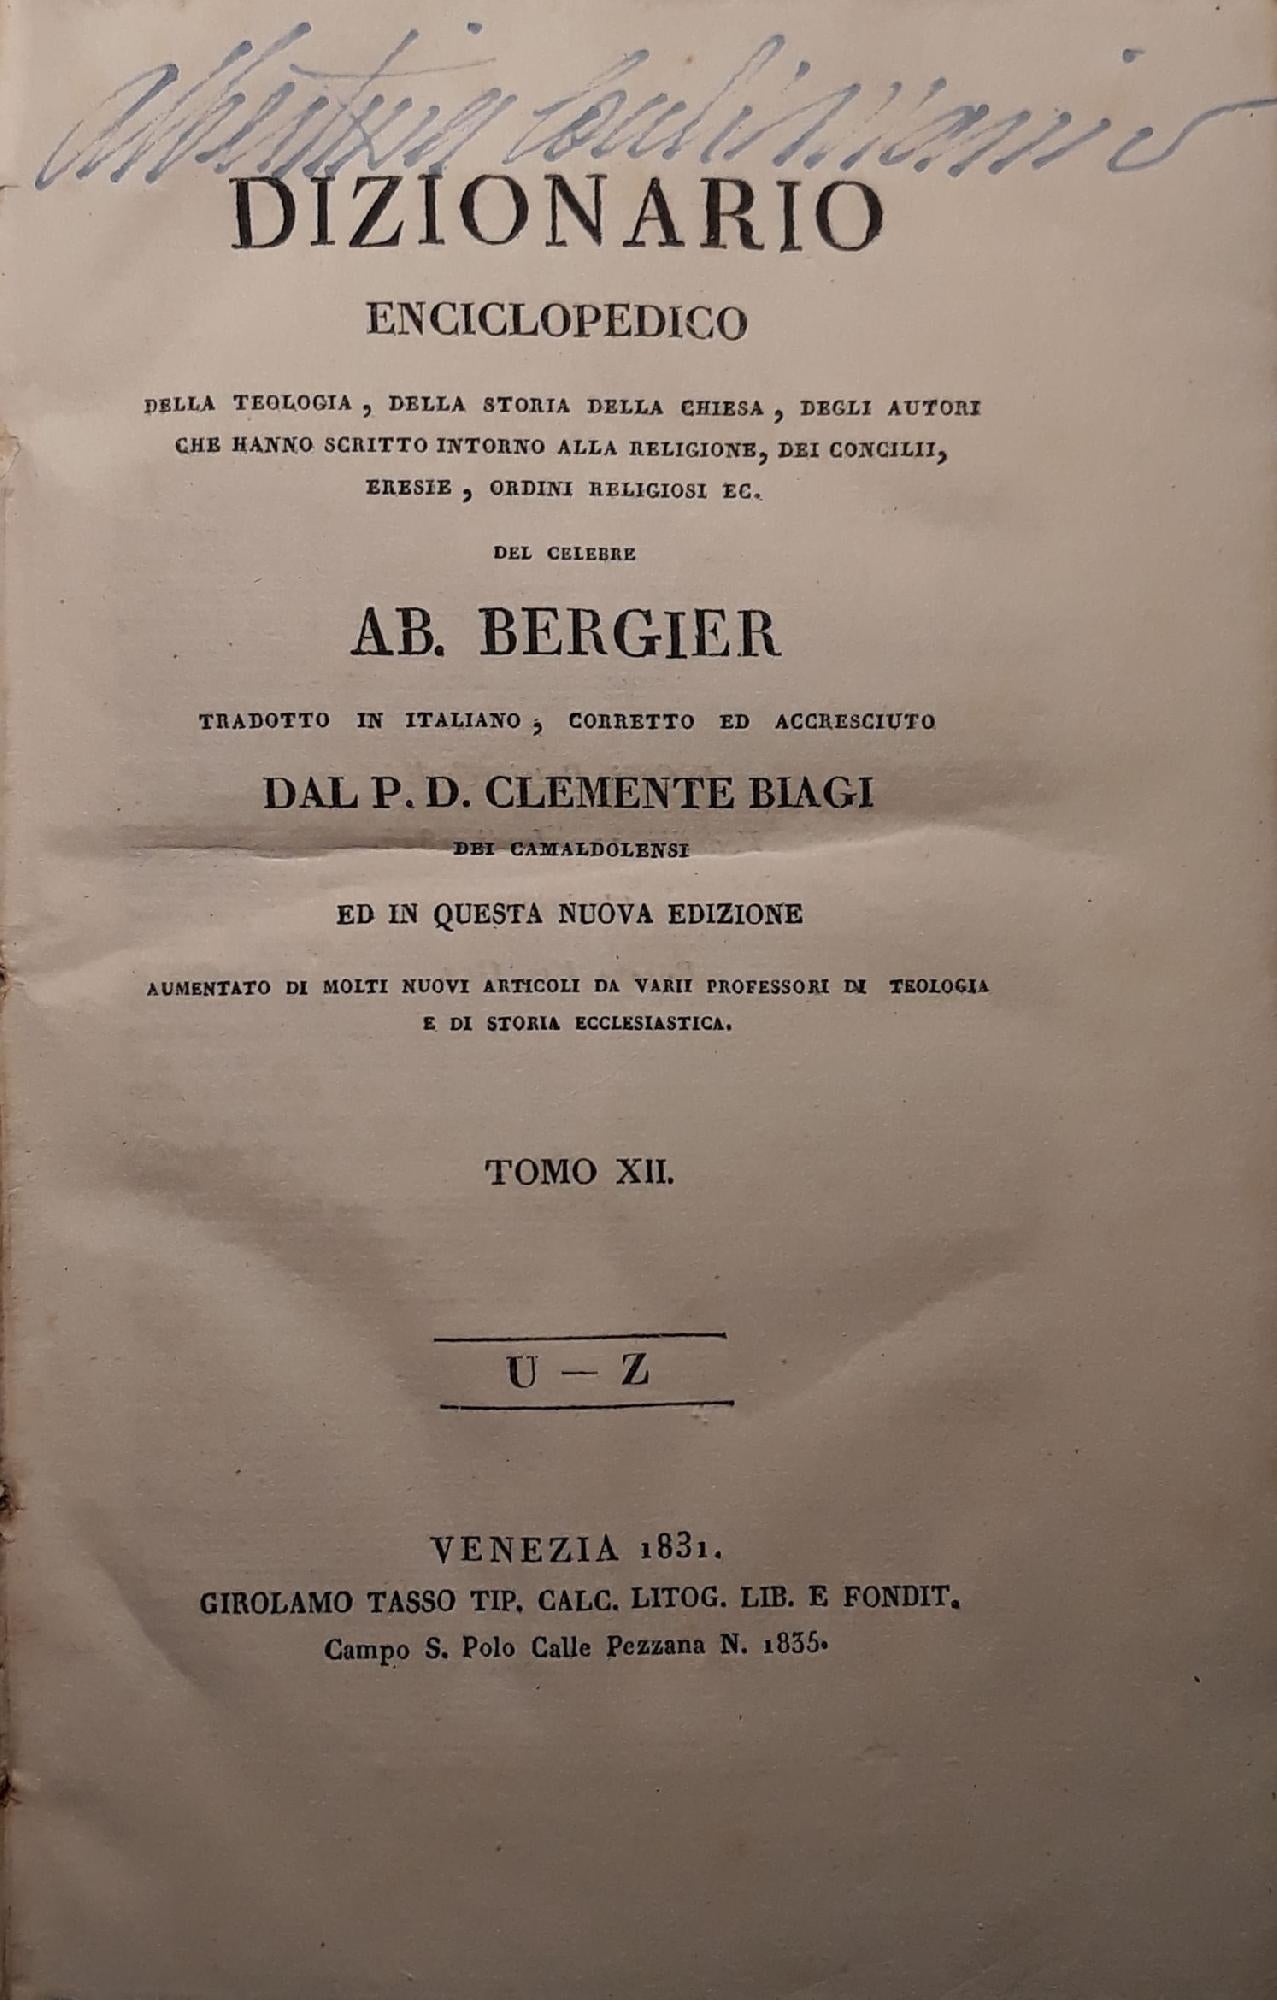 DIZIONARIO
ENCICLOPEDICO
DELLA TEOLOGIA, DELLA STORIA DELLA CHIESA, DEGLI AUTORI
CHE HANNO SCRITTO INTORNO ALLA RELIGIONE, DEI CONCILII,
ERESIE, ORDINI RELIGIOSI EC.
DEL CELEBRE
AB. BERGIER
TRADOTTO IN ITALIANO, CORRETTO ED ACCRESCIUTO
DAL P. D. CLEMENTE BIAGI
DEI CAMALDOLENSI
ED IN QUESTA NUOVA EDIZIONE
AUMENTATO DI MOLTI NUOVI ARTICOLI DA VARII PROFESSORI DI TEOLOGIA
E DI STORIA ECCLESIASTICA.
TOMO XII.
U — Z
VENEZIA 1831.
GIROLAMO TASSO TIP. CALC. LITOG. LIB. E FONDIT.
Campo S. Polo Calle Pezzana N. 1835.